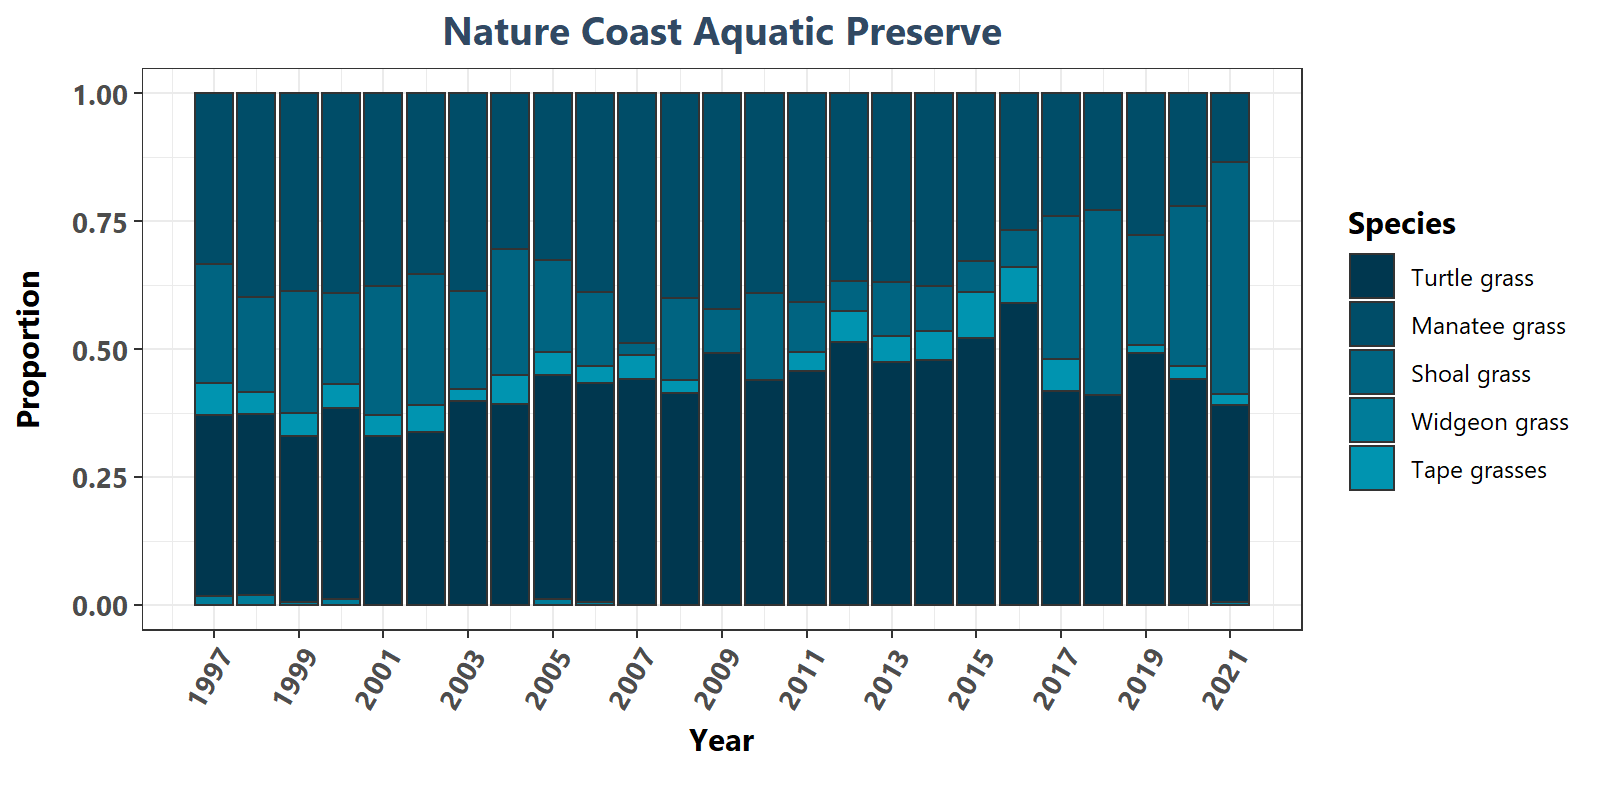 Nature Coast Aquatic Preserve
1.00
0.75
0.50
0.25
0.00
Proportion
1997
1999
2001
2003
2005
2007
2009
2011
2013
2015
2017
2019
2021
Year
Species
Turtle grass
Manatee grass
Shoal grass
Widgeon grass
Tape grasses